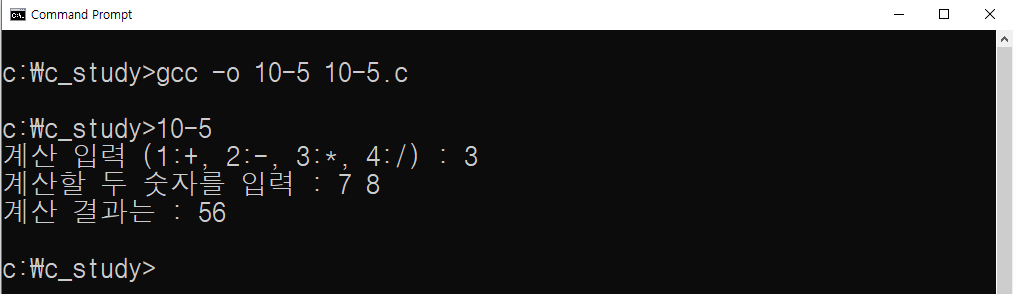 Command Prompt
c:₩c_study>gcc -o 10-5 10-5.c
c:₩c_study>10-5
계산 입력 (1:+, 2:-, 3:*, 4:/) : 3
계산할 두 숫자를 입력 : 7 8
계산 결과는 : 56
c:₩c_study>